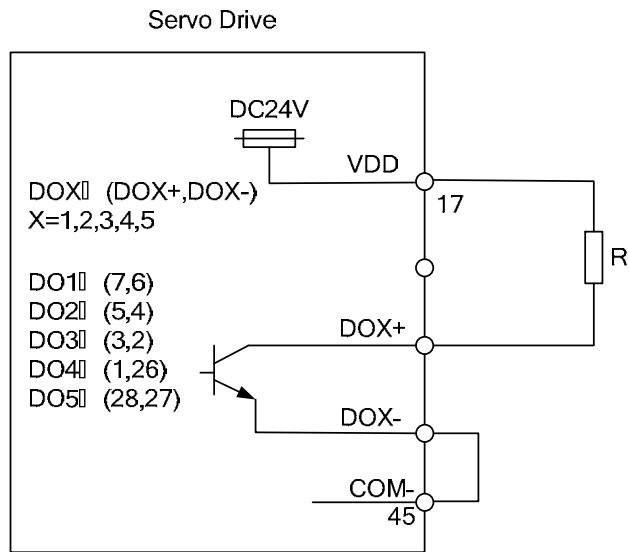 Servo Drive
DC24V
VDD
17
DOX▯ (DOX+,DOX-)
X=1,2,3,4,5
R
DO1▯ (7,6)
DO2▯ (5,4)
DO3▯ (3,2)
DO4▯ (1,26)
DO5▯ (28,27)
DOX+
DOX-
COM-
45